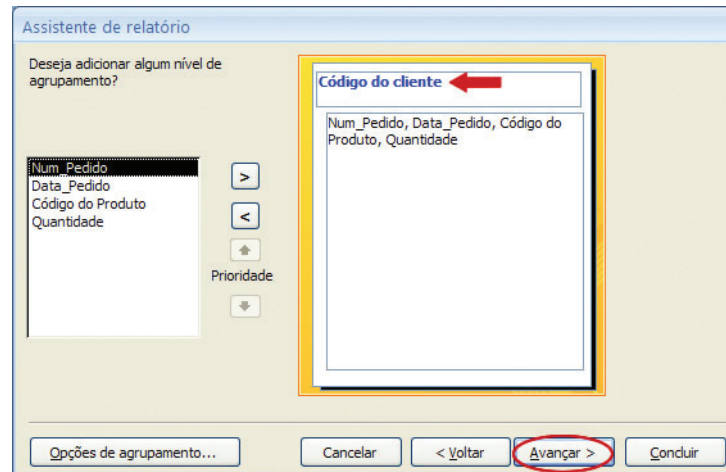 Assistente de relatório
Deseja adicionar algum nível de
agrupamento?
Num_Pedido
Data_Pedido
Código do Produto
Quantidade
>
<
Prioridade
Código do cliente
Num_Pedido, Data_Pedido, Código do
Produto, Quantidade
Opções de agrupamento...
Cancelar
< Voltar
Avançar >
Concluir